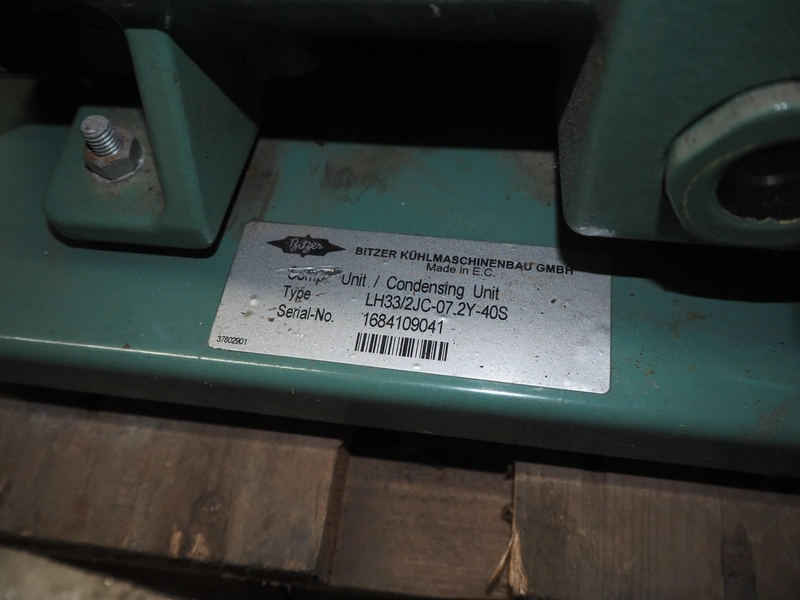 Bitzer
BITZER KÜHLMASCHINENBAU GMBH
Made in E.C.
Compr. Unit / Condensing Unit
Type LH33/2JC-07.2Y-40S
Serial-No. 1684109041
37802901